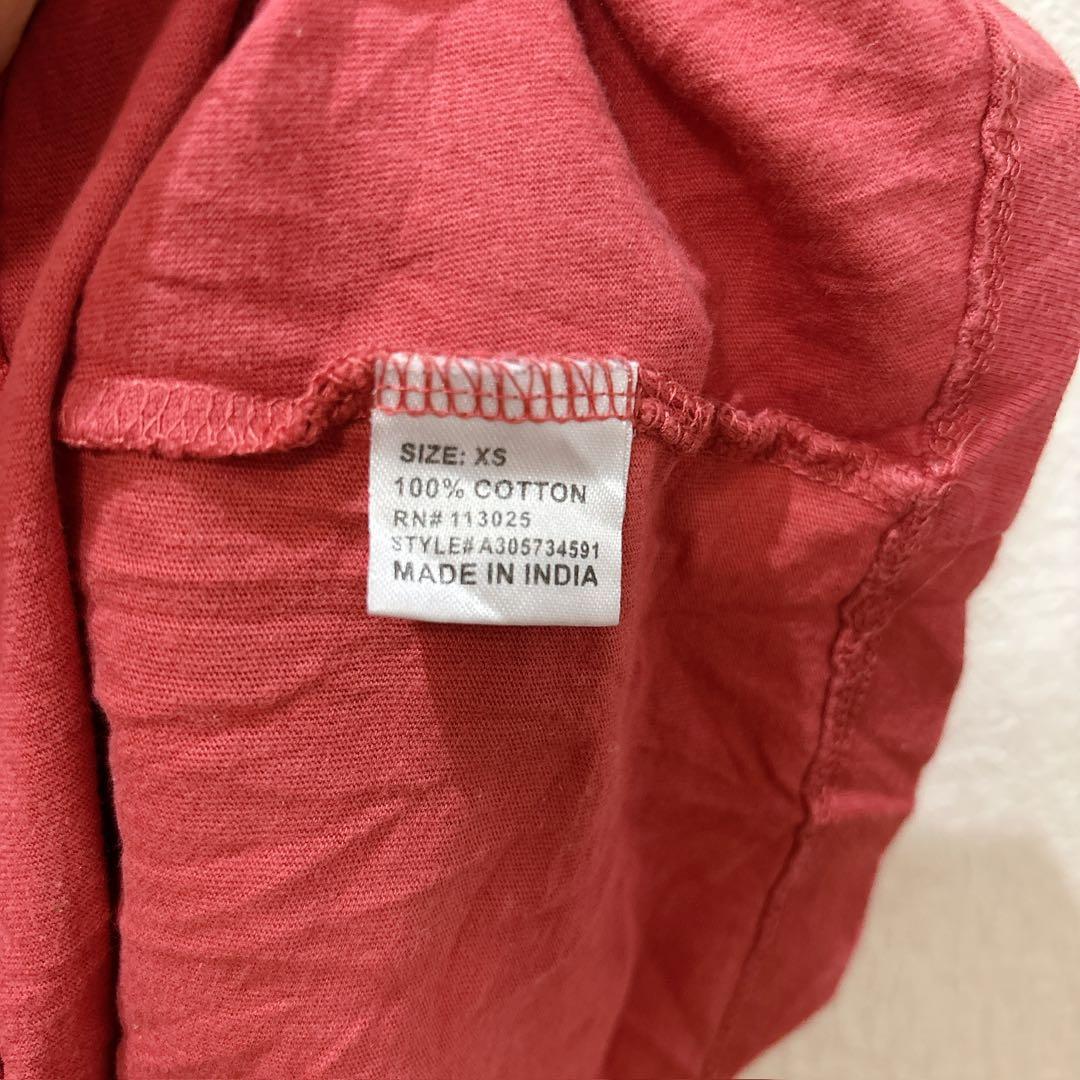 SIZE: XS
100% COTTON
RN# 113025
STYLE# A305734591
MADE IN INDIA